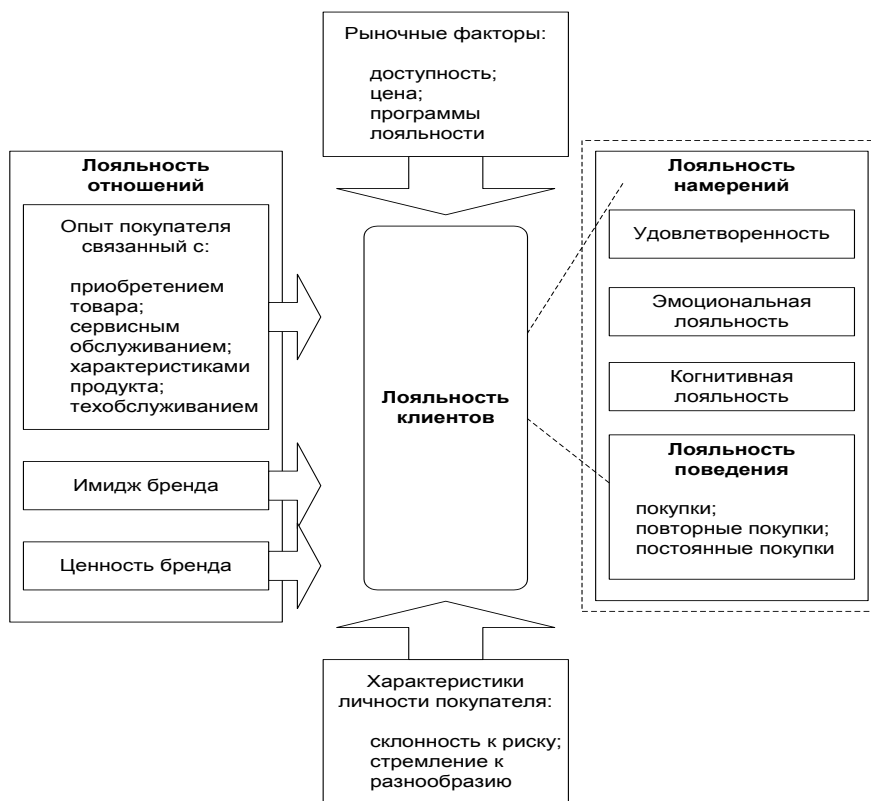 Рыночные факторы:
доступность;
цена;
программы
лояльности
Лояльность
отношений
Опыт покупателя
связанный с:
приобретением
товара;
сервисным
обслуживанием;
характеристиками
продукта;
техобслуживанием
Имидж бренда
Ценность бренда
Лояльность
клиентов
Лояльность
намерений
Удовлетворенность
Эмоциональная
лояльность
Когнитивная
лояльность
Лояльность
поведения
покупки;
повторные покупки;
постоянные покупки
Характеристики
личности покупателя:
склонность к риску;
стремление к
разнообразию